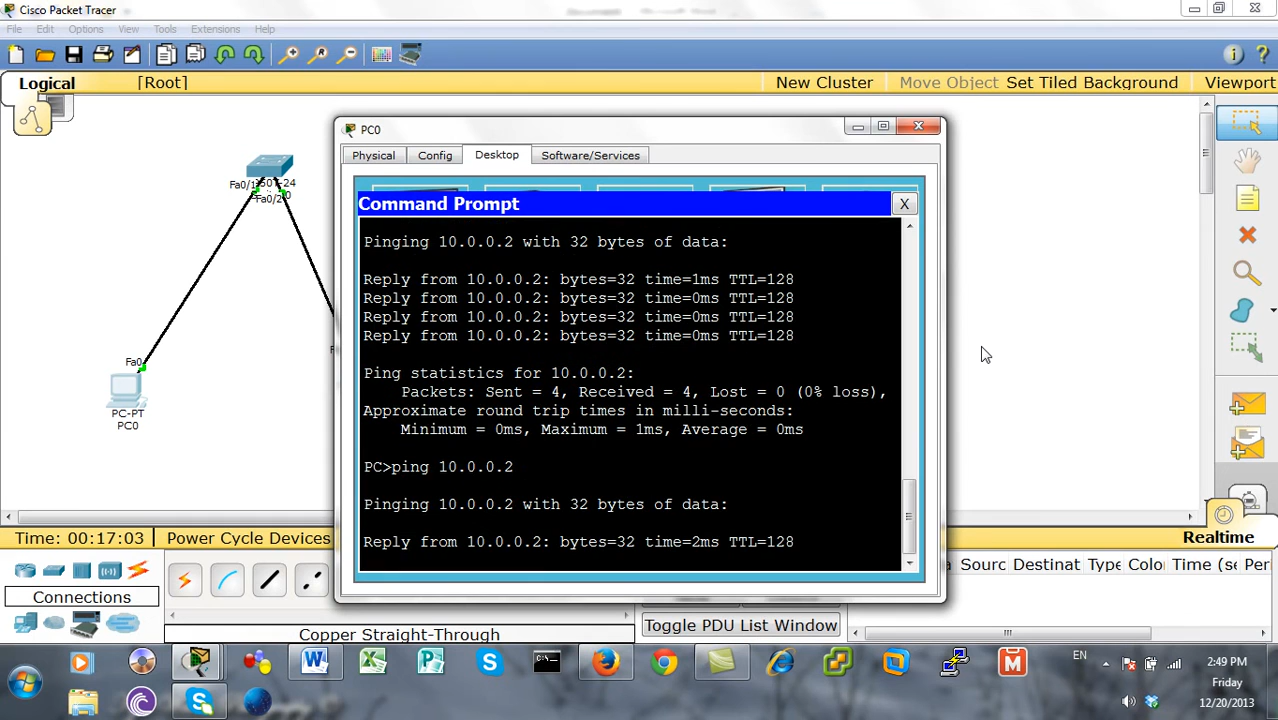 Cisco Packet Tracer
File Edit Options View Tools Extensions Help
Logical [Root] New Cluster Move Object Set Tiled Background Viewport
PC0
Physical Config Desktop Software/Services
Command Prompt X
Pinging 10.0.0.2 with 32 bytes of data:
Reply from 10.0.0.2: bytes=32 time=1ms TTL=128
Reply from 10.0.0.2: bytes=32 time=0ms TTL=128
Reply from 10.0.0.2: bytes=32 time=0ms TTL=128
Reply from 10.0.0.2: bytes=32 time=0ms TTL=128
Ping statistics for 10.0.0.2:
Packets: Sent = 4, Received = 4, Lost = 0 (0% loss),
Approximate round trip times in milli-seconds:
Minimum = 0ms, Maximum = 1ms, Average = 0ms
PC>ping 10.0.0.2
Pinging 10.0.0.2 with 32 bytes of data:
Reply from 10.0.0.2: bytes=32 time=2ms TTL=128
Fa0/2
Fa0
PC-PT
PC0
Time: 00:17:03 Power Cycle Devices Realtime
Sourc Destinat Type Colo Time (se Per
Connections
Copper Straight-Through
Toggle PDU List Window
EN
2:49 PM
Friday
12/20/2013